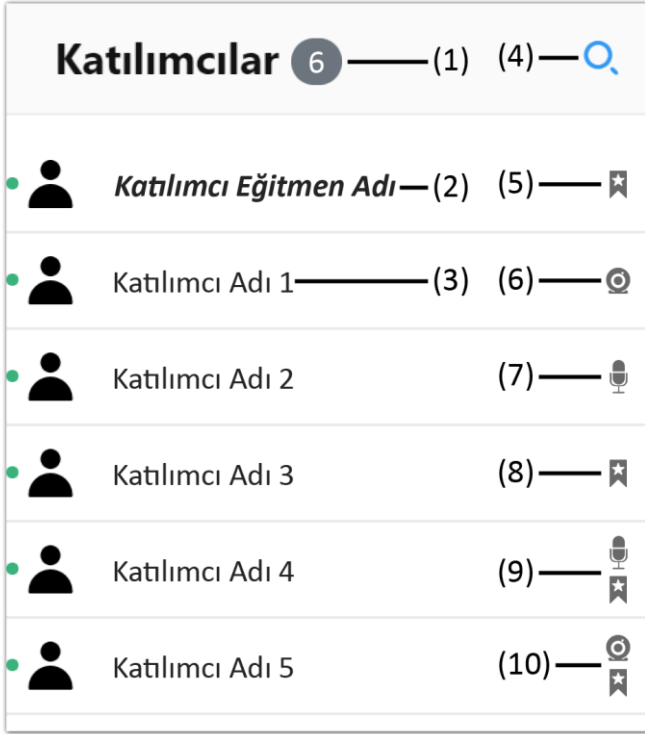 Katılımcılar 6 (1) (4)
Katılımcı Eğitmen Adı (2) (5)
Katılımcı Adı 1 (3) (6)
Katılımcı Adı 2 (7)
Katılımcı Adı 3 (8)
Katılımcı Adı 4 (9)
Katılımcı Adı 5 (10)